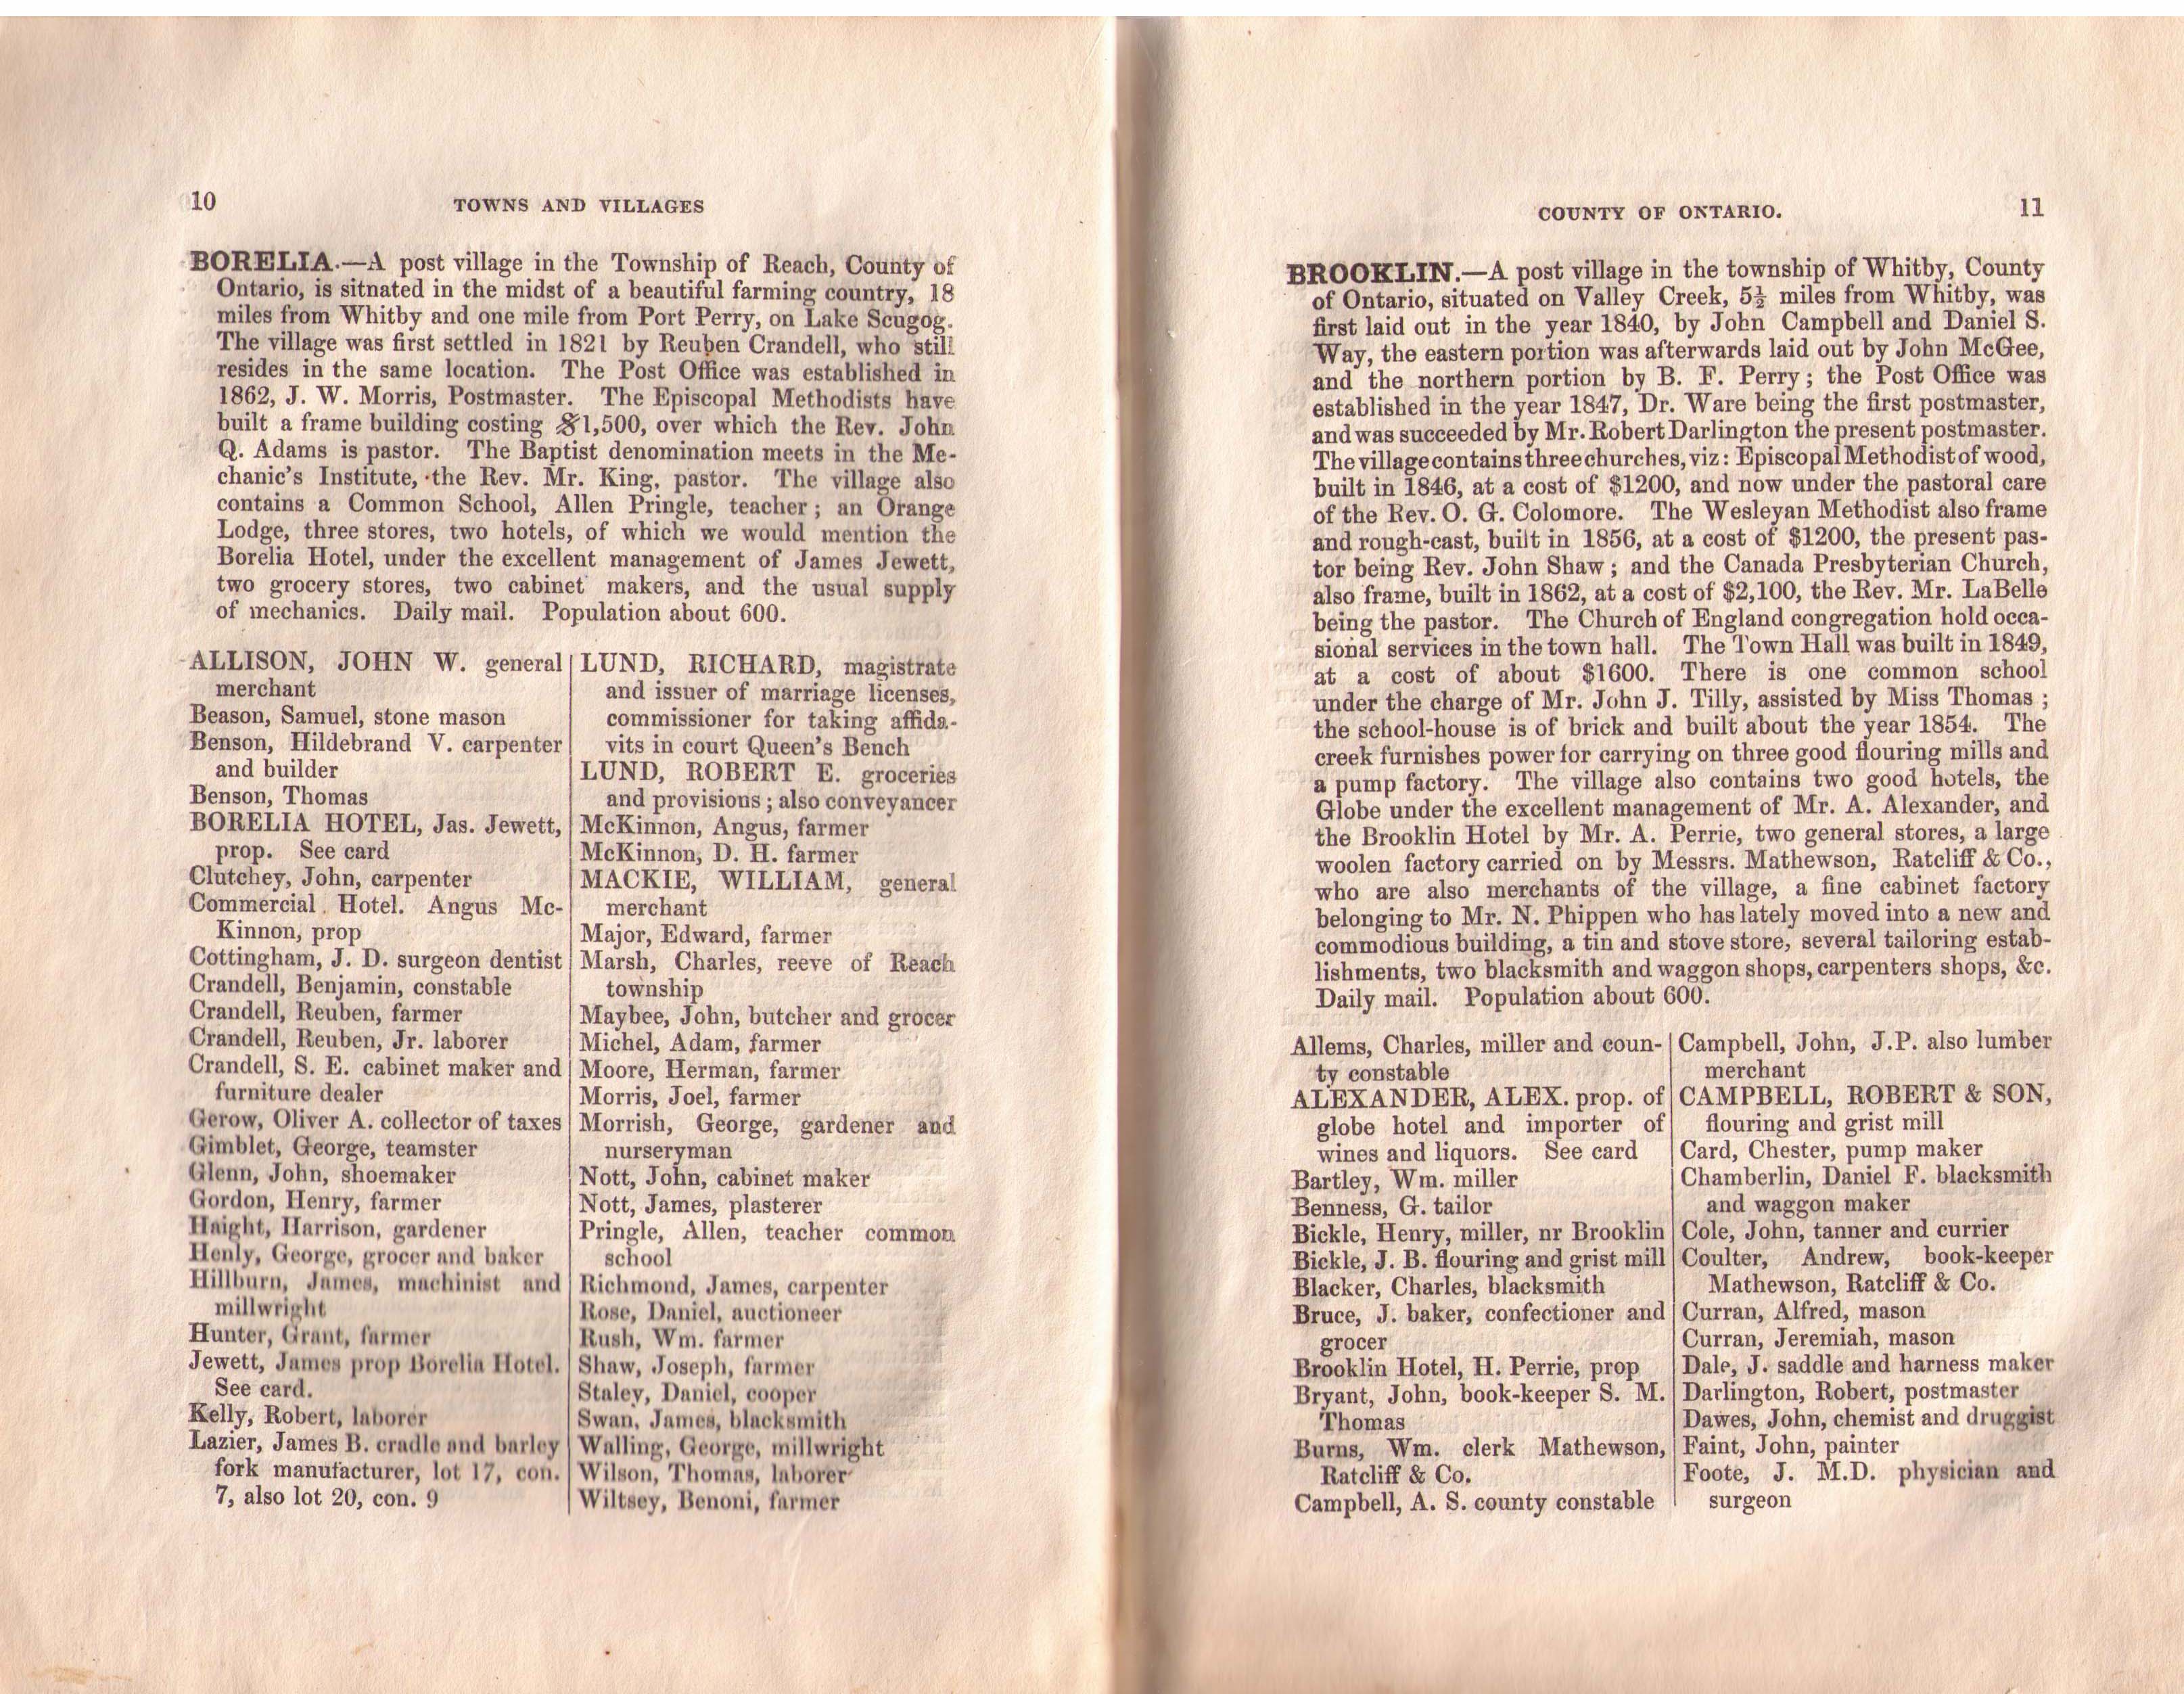 10
TOWNS AND VILLAGES
BORELIA.—A post village in the Township of Reach, County of
Ontario, is sitnated in the midst of a beautiful farming country, 18
miles from Whitby and one mile from Port Perry, on Lake Scugog.
The village was first settled in 1821 by Reuben Crandell, who still
resides in the same location. The Post Office was established in
1862, J. W. Morris, Postmaster. The Episcopal Methodists have
built a frame building costing $1,500, over which the Rev. John
Q. Adams is pastor. The Baptist denomination meets in the Me-
chanic's Institute, the Rev. Mr. King, pastor. The village also
contains a Common School, Allen Pringle, teacher; an Orange
Lodge, three stores, two hotels, of which we would mention the
Borelia Hotel, under the excellent management of James Jewett,
two grocery stores, two cabinet makers, and the usual supply
of mechanics. Daily mail. Population about 600.
ALLISON, JOHN W. general
merchant
Beason, Samuel, stone mason
Benson, Hildebrand V. carpenter
and builder
Benson, Thomas
BORELIA HOTEL, Jas. Jewett,
prop. See card
Clutchey, John, carpenter
Commercial Hotel. Angus Mc-
Kinnon, prop
Cottingham, J. D. surgeon dentist
Crandell, Benjamin, constable
Crandell, Reuben, farmer
Crandell, Reuben, Jr. laborer
Crandell, S. E. cabinet maker and
furniture dealer
Gerow, Oliver A. collector of taxes
Gimblet, George, teamster
Glenn, John, shoemaker
Gordon, Henry, farmer
Haight, Harrison, gardener
Henly, George, grocer and baker
Hillburn, James, machinist and
millwright
Hunter, Grant, farmer
Jewett, James prop Borelia Hotel.
See card.
Kelly, Robert, laborer
Lazier, James B. cradle and barley
fork manufacturer, lot 17, con.
7, also lot 20, con. 9
LUND, RICHARD, magistrate
and issuer of marriage licenses,
commissioner for taking affida-
vits in court Queen's Bench
LUND, ROBERT E. groceries
and provisions; also conveyancer
McKinnon, Angus, farmer
McKinnon, D. H. farmer
MACKIE, WILLIAM, general
merchant
Major, Edward, farmer
Marsh, Charles, reeve of Reach
township
Maybee, John, butcher and grocer
Michel, Adam, farmer
Moore, Herman, farmer
Morris, Joel, farmer
Morrish, George, gardener and
nurseryman
Nott, John, cabinet maker
Nott, James, plasterer
Pringle, Allen, teacher common
school
Richmond, James, carpenter
Rose, Daniel, auctioneer
Rush, Wm. farmer
Shaw, Joseph, farmer
Staley, Daniel, cooper
Swan, James, blacksmith
Walling, George, millwright
Wilson, Thomas, laborer
Wiltsey, Benoni, farmer
COUNTY OF ONTARIO.
11
BROOKLIN.—A post village in the township of Whitby, County
of Ontario, situated on Valley Creek, 5½ miles from Whitby, was
first laid out in the year 1840, by John Campbell and Daniel S.
Way, the eastern portion was afterwards laid out by John McGee,
and the northern portion by B. F. Perry; the Post Office was
established in the year 1847, Dr. Ware being the first postmaster,
and was succeeded by Mr. Robert Darlington the present postmaster.
The village contains three churches, viz: Episcopal Methodist of wood,
built in 1846, at a cost of $1200, and now under the pastoral care
of the Rev. O. G. Colomore. The Wesleyan Methodist also frame
and rough-cast, built in 1856, at a cost of $1200, the present pas-
tor being Rev. John Shaw; and the Canada Presbyterian Church,
also frame, built in 1862, at a cost of $2,100, the Rev. Mr. LaBelle
being the pastor. The Church of England congregation hold occa-
sional services in the town hall. The Town Hall was built in 1849,
at a cost of about $1600. There is one common school
under the charge of Mr. John J. Tilly, assisted by Miss Thomas;
the school-house is of brick and built about the year 1854. The
creek furnishes power for carrying on three good flouring mills and
a pump factory. The village also contains two good hotels, the
Globe under the excellent management of Mr. A. Alexander, and
the Brooklin Hotel by Mr. A. Perrie, two general stores, a large
woolen factory carried on by Messrs. Mathewson, Ratcliff & Co.,
who are also merchants of the village, a fine cabinet factory
belonging to Mr. N. Phippen who has lately moved into a new and
commodious building, a tin and stove store, several tailoring estab-
lishments, two blacksmith and waggon shops, carpenters shops, &c.
Daily mail. Population about 600.
Allems, Charles, miller and coun-
ty constable
ALEXANDER, ALEX. prop. of
globe hotel and importer of
wines and liquors. See card
Bartley, Wm. miller
Benness, G. tailor
Bickle, Henry, miller, nr Brooklin
Bickle, J. B. flouring and grist mill
Blacker, Charles, blacksmith
Bruce, J. baker, confectioner and
grocer
Brooklin Hotel, H. Perrie, prop
Bryant, John, book-keeper S. M.
Thomas
Burns, Wm. clerk Mathewson,
Ratcliff & Co.
Campbell, A. S. county constable
Campbell, John, J.P. also lumber
merchant
CAMPBELL, ROBERT & SON,
flouring and grist mill
Card, Chester, pump maker
Chamberlin, Daniel F. blacksmith
and waggon maker
Cole, John, tanner and currier
Coulter, Andrew, book-keeper
Mathewson, Ratcliff & Co.
Curran, Alfred, mason
Curran, Jeremiah, mason
Dale, J. saddle and harness maker
Darlington, Robert, postmaster
Dawes, John, chemist and druggist
Faint, John, painter
Foote, J. M.D. physician and
surgeon